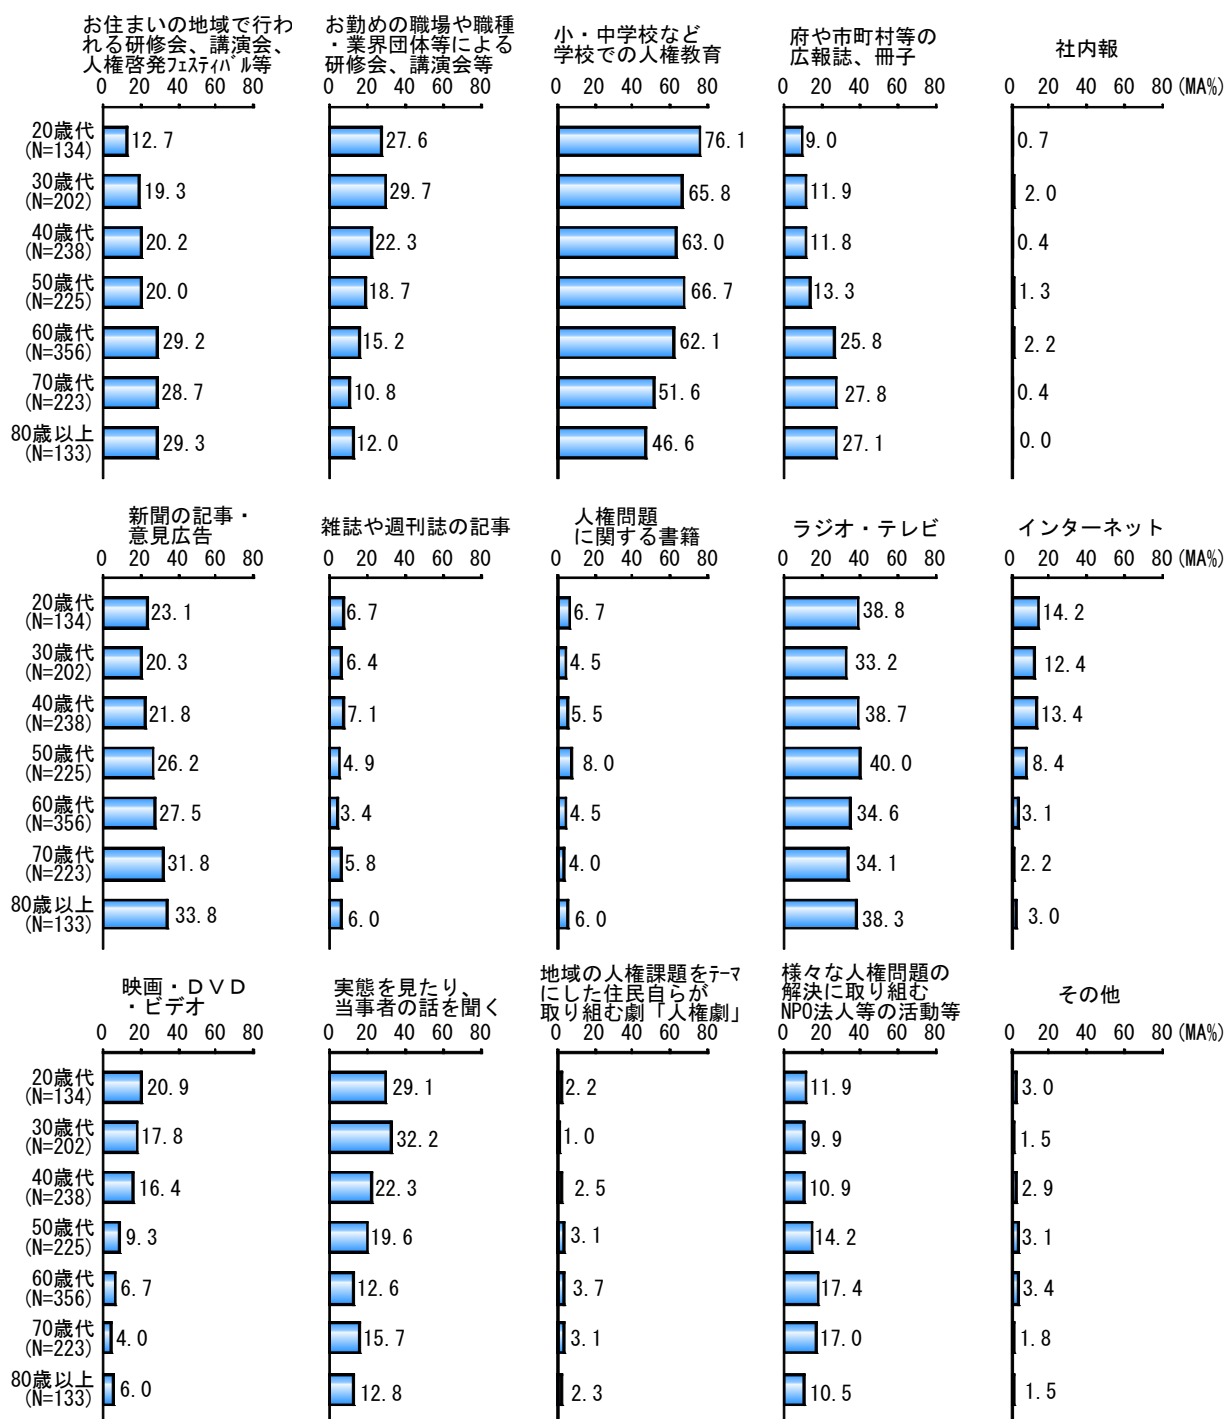 お住まいの地域で行わ
れる研修会、講演会、
人権啓発フェスティバル等
お勤めの職場や職種
・業界団体等による
研修会、講演会等
小・中学校など
学校での人権教育
府や市町村等の
広報誌、冊子
社内報
0 20 40 60 80 0 20 40 60 80 0 20 40 60 80 0 20 40 60 80 0 20 40 60 80 (MA%)
20歳代
(N=134)
12.7 27.6 76.1 9.0 0.7
30歳代
(N=202)
19.3 29.7 65.8 11.9 2.0
40歳代
(N=238)
20.2 22.3 63.0 11.8 0.4
50歳代
(N=225)
20.0 18.7 66.7 13.3 1.3
60歳代
(N=356)
29.2 15.2 62.1 25.8 2.2
70歳代
(N=223)
28.7 10.8 51.6 27.8 0.4
80歳以上
(N=133)
29.3 12.0 46.6 27.1 0.0
新聞の記事・
意見広告
雑誌や週刊誌の記事
人権問題
に関する書籍
ラジオ・テレビ
インターネット
0 20 40 60 80 0 20 40 60 80 0 20 40 60 80 0 20 40 60 80 0 20 40 60 80 (MA%)
20歳代
(N=134)
23.1 6.7 6.7 38.8 14.2
30歳代
(N=202)
20.3 6.4 4.5 33.2 12.4
40歳代
(N=238)
21.8 7.1 5.5 38.7 13.4
50歳代
(N=225)
26.2 4.9 8.0 40.0 8.4
60歳代
(N=356)
27.5 3.4 4.5 34.6 3.1
70歳代
(N=223)
31.8 5.8 4.0 34.1 2.2
80歳以上
(N=133)
33.8 6.0 6.0 38.3 3.0
映画・ＤＶＤ
・ビデオ
実態を見たり、
当事者の話を聞く
地域の人権課題をテーマ
にした住民自らが
取り組む劇「人権劇」
様々な人権問題の
解決に取り組む
NPO法人等の活動等
その他
0 20 40 60 80 0 20 40 60 80 0 20 40 60 80 0 20 40 60 80 0 20 40 60 80 (MA%)
20歳代
(N=134)
20.9 29.1 2.2 11.9 3.0
30歳代
(N=202)
17.8 32.2 1.0 9.9 1.5
40歳代
(N=238)
16.4 22.3 2.5 10.9 2.9
50歳代
(N=225)
9.3 19.6 3.1 14.2 3.1
60歳代
(N=356)
6.7 12.6 3.7 17.4 3.4
70歳代
(N=223)
4.0 15.7 3.1 17.0 1.8
80歳以上
(N=133)
6.0 12.8 2.3 10.5 1.5